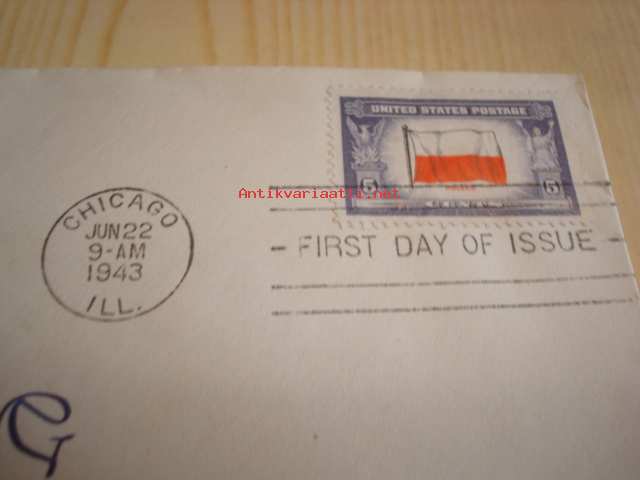 UNITED STATES POSTAGE
5 5
Antikvariaatti.net
CHICAGO
JUN 22
9-AM
1943
ILL.
- FIRST DAY OF ISSUE -